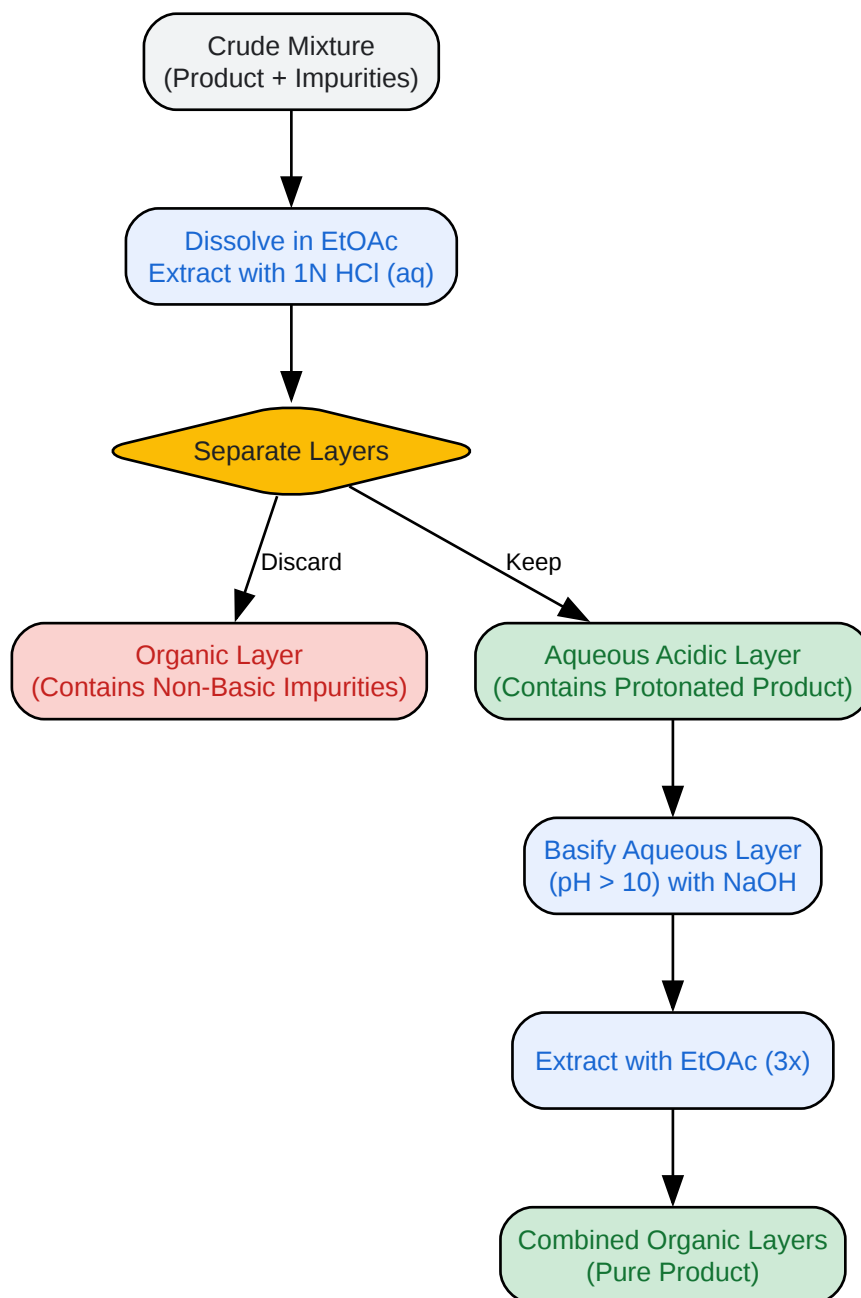 Crude Mixture
(Product + Impurities)
Dissolve in EtOAc
Extract with 1N HCl (aq)
Separate Layers
Discard
Keep
Organic Layer
(Contains Non-Basic Impurities)
Aqueous Acidic Layer
(Contains Protonated Product)
Basify Aqueous Layer
(pH > 10) with NaOH
Extract with EtOAc (3x)
Combined Organic Layers
(Pure Product)